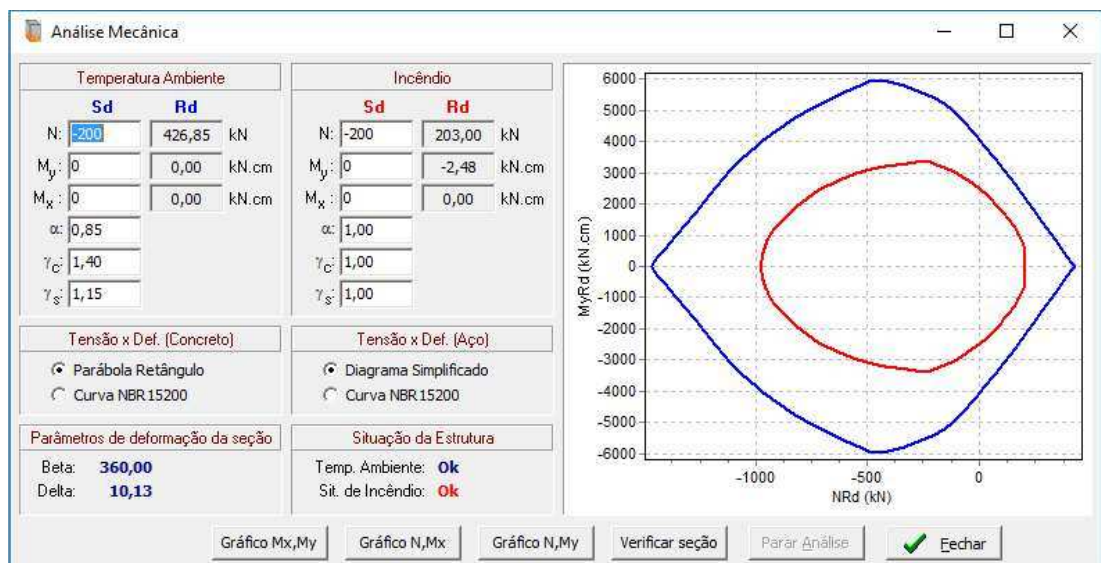 Análise Mecânica
Temperatura Ambiente
Sd Rd
N: -200 426,85 kN
My: 0 0,00 kN.cm
Mx: 0 0,00 kN.cm
α: 0,85
γc: 1,40
γs: 1,15
Incêndio
Sd Rd
N: -200 203,00 kN
My: 0 -2,48 kN.cm
Mx: 0 0,00 kN.cm
α: 1,00
γc: 1,00
γs: 1,00
Tensão x Def. (Concreto)
Parábola Retângulo
Curva NBR15200
Tensão x Def. (Aço)
Diagrama Simplificado
Curva NBR15200
Parâmetros de deformação da seção
Beta: 360,00
Delta: 10,13
Situação da Estrutura
Temp. Ambiente: Ok
Sit. de Incêndio: Ok
MyRd (kN.cm)
6000
5000
4000
3000
2000
1000
0
-1000
-2000
-3000
-4000
-5000
-6000
-1000 -500 0
NRd (kN)
Gráfico Mx,My Gráfico N,Mx Gráfico N,My Verificar seção Parar Análise Fechar